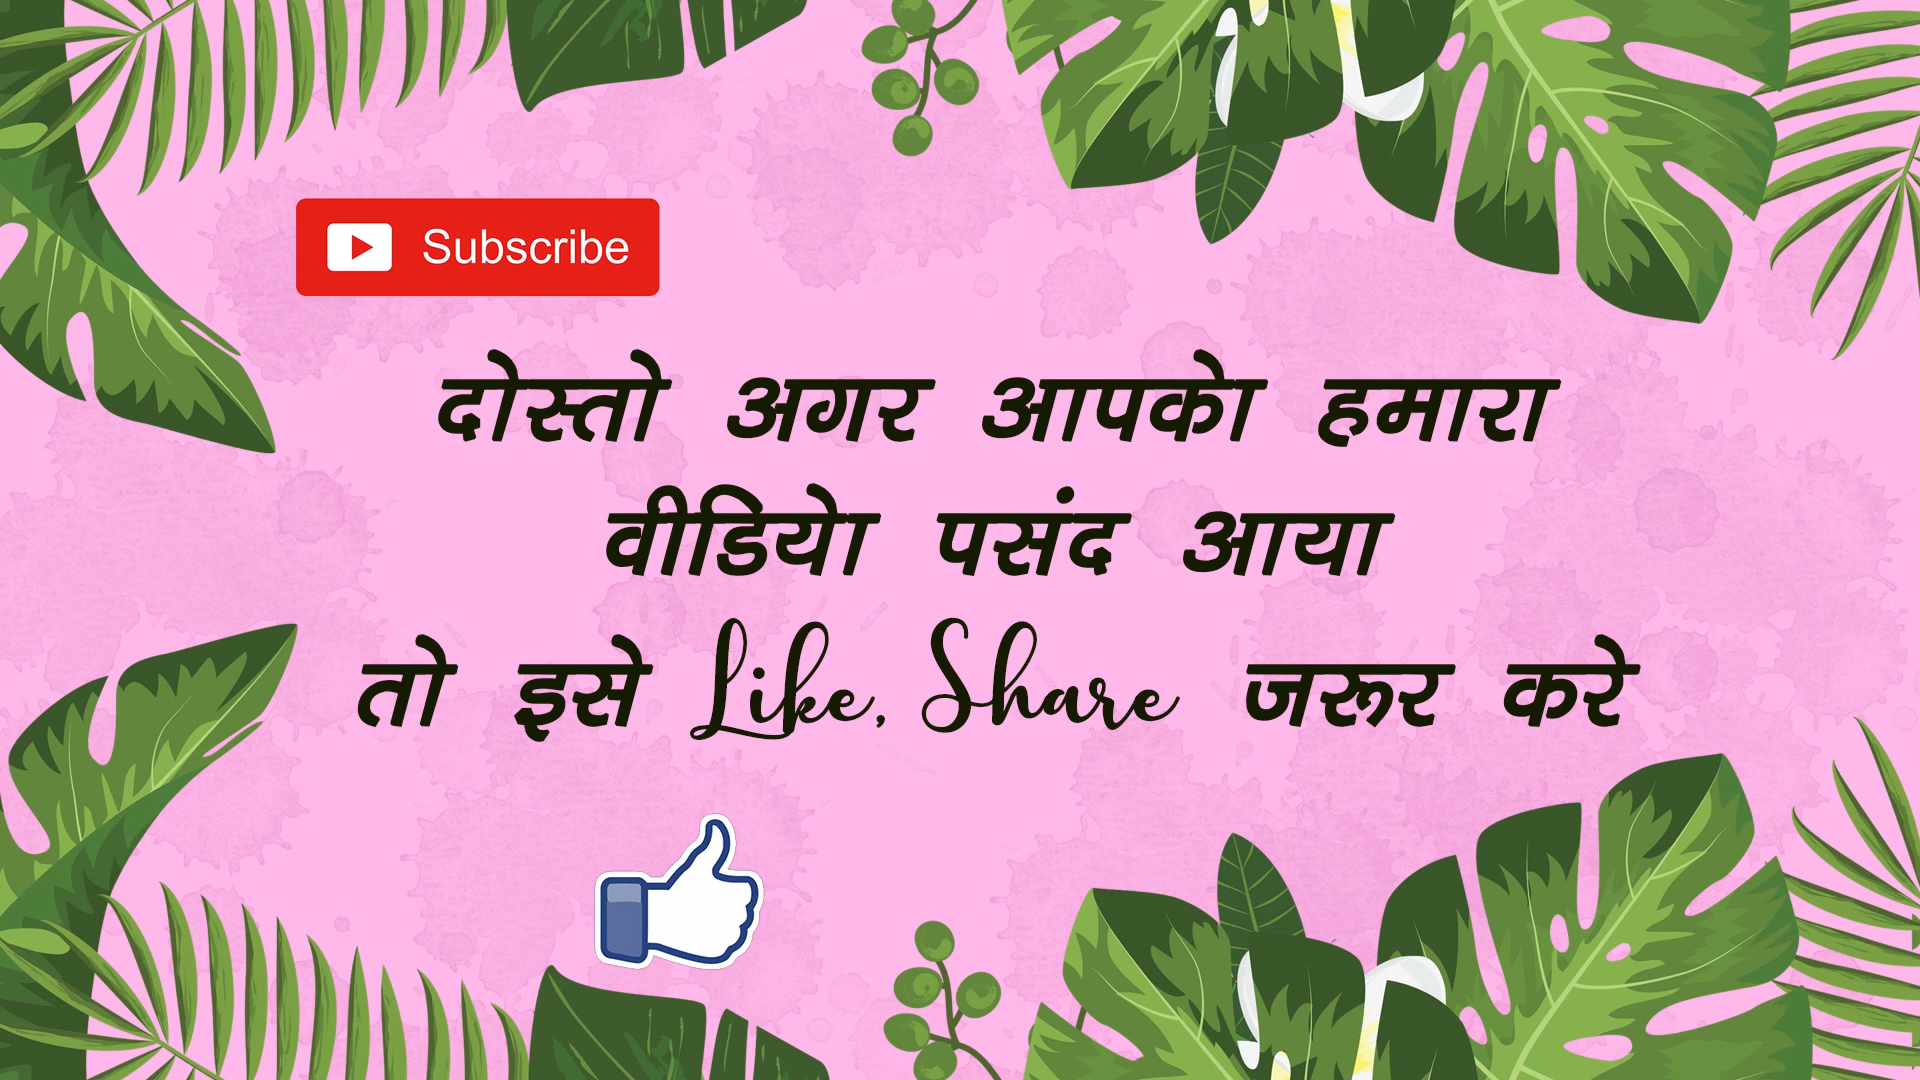 Subscribe
दोस्तो अगर आपको हमारा
वीडियो पसंद आया
तो इसे Like, Share जरूर करे